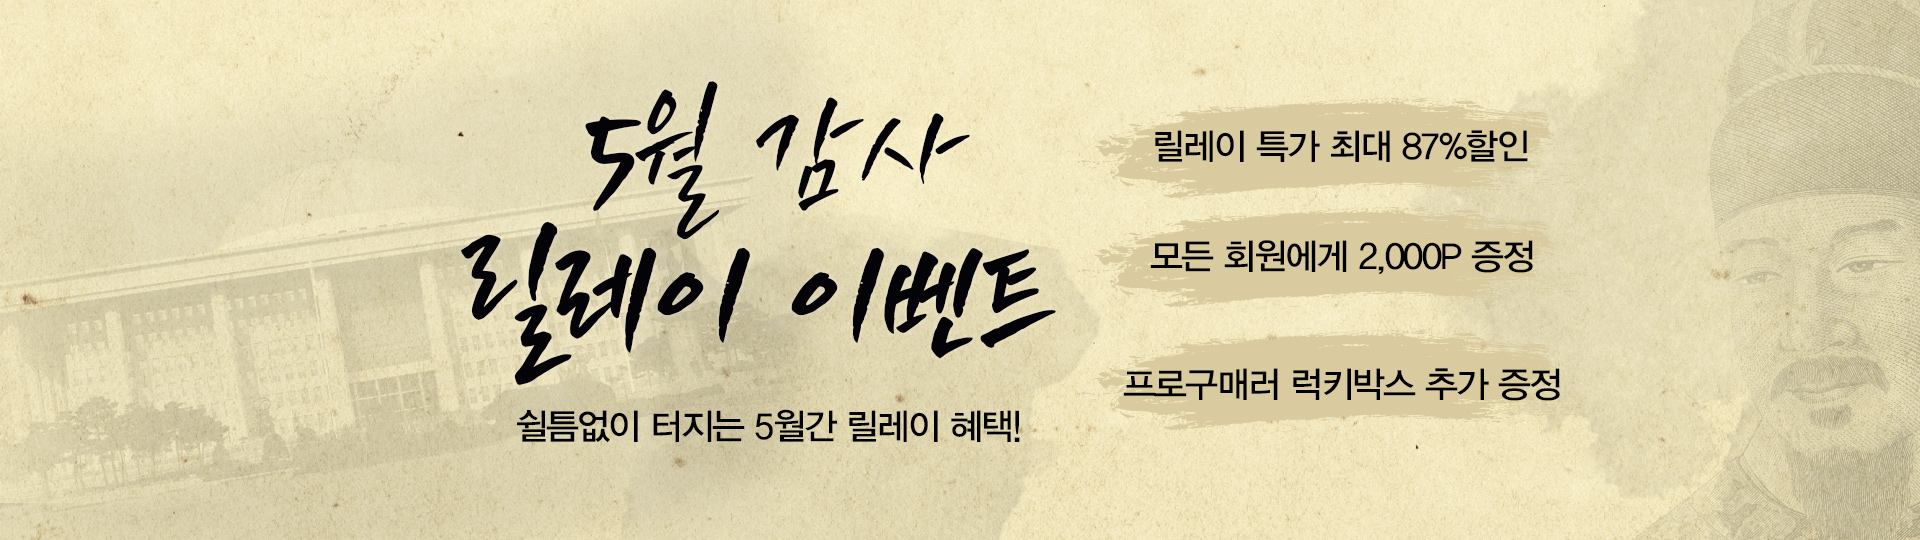 5월 감사
릴레이 이벤트
쉴틈없이 터지는 5월간 릴레이 혜택!
릴레이 특가 최대 87%할인
모든 회원에게 2,000P 증정
프로구매러 럭키박스 추가 증정